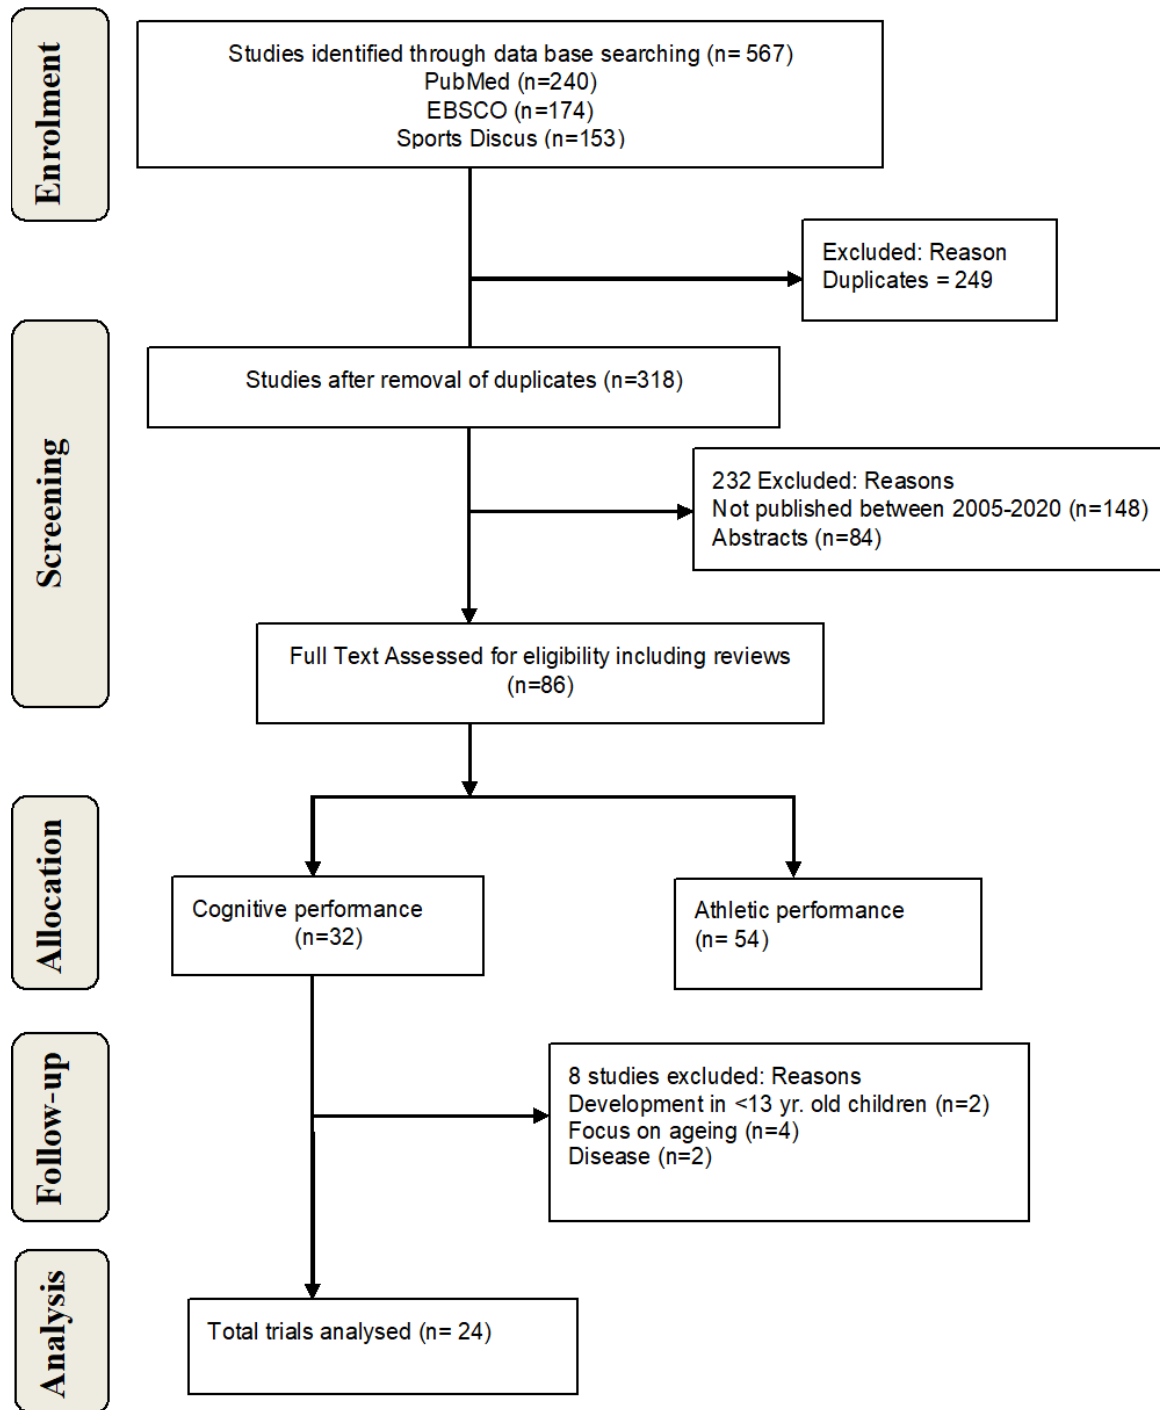 Enrolment
Studies identified through data base searching (n= 567)
PubMed (n=240)
EBSCO (n=174)
Sports Discus (n=153)
Excluded: Reason
Duplicates = 249
Screening
Studies after removal of duplicates (n=318)
232 Excluded: Reasons
Not published between 2005-2020 (n=148)
Abstracts (n=84)
Full Text Assessed for eligibility including reviews
(n=86)
Allocation
Cognitive performance
(n=32)
Athletic performance
(n= 54)
Follow-up
8 studies excluded: Reasons
Development in <13 yr. old children (n=2)
Focus on ageing (n=4)
Disease (n=2)
Analysis
Total trials analysed (n= 24)